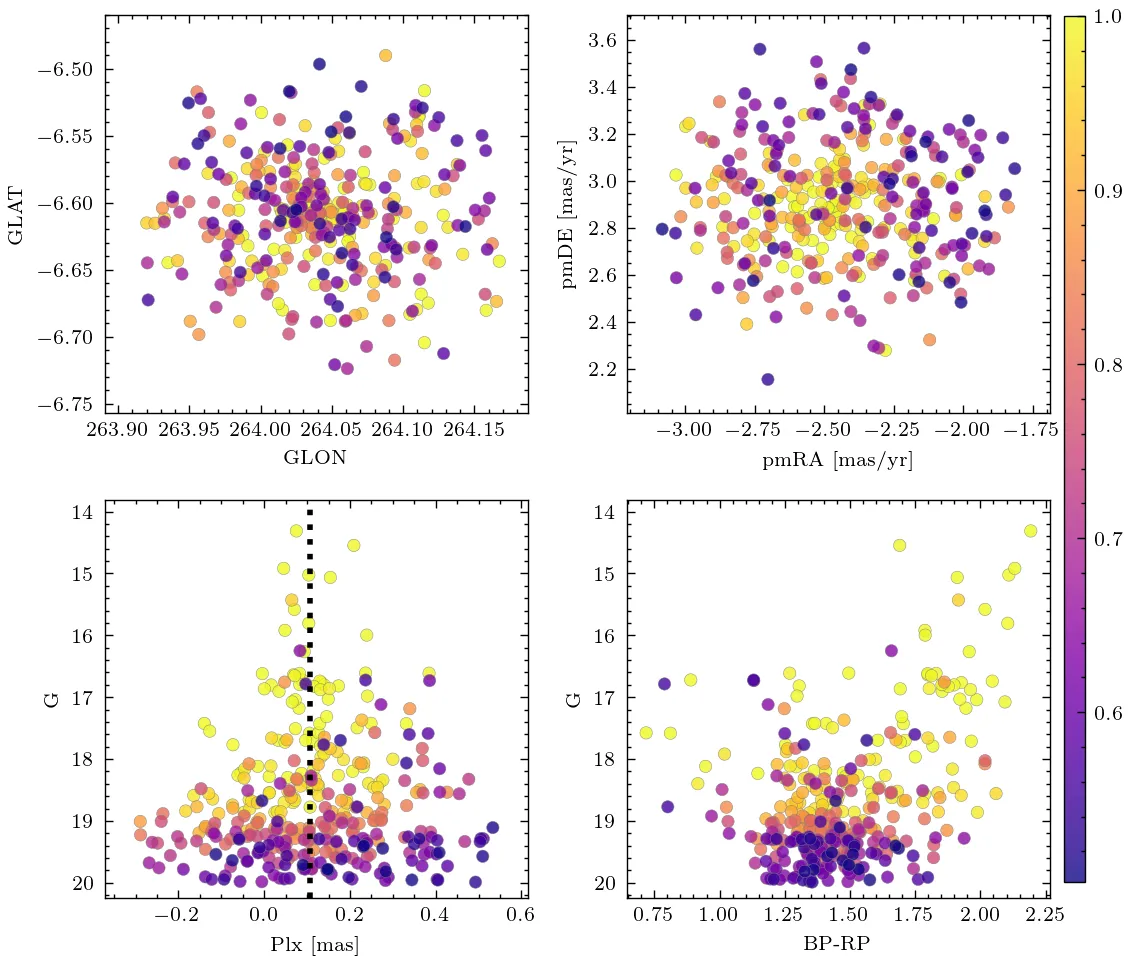 −6.50
−6.55
−6.60
−6.65
−6.70
−6.75
GLAT
263.90 263.95 264.00 264.05 264.10 264.15
GLON
3.6
3.4
3.2
3.0
2.8
2.6
2.4
2.2
pmDE [mas/yr]
−3.00 −2.75 −2.50 −2.25 −2.00 −1.75
pmRA [mas/yr]
14
15
16
17
18
19
20
G
−0.2 0.0 0.2 0.4 0.6
Plx [mas]
14
15
16
17
18
19
20
G
0.75 1.00 1.25 1.50 1.75 2.00 2.25
BP-RP
1.0
0.9
0.8
0.7
0.6